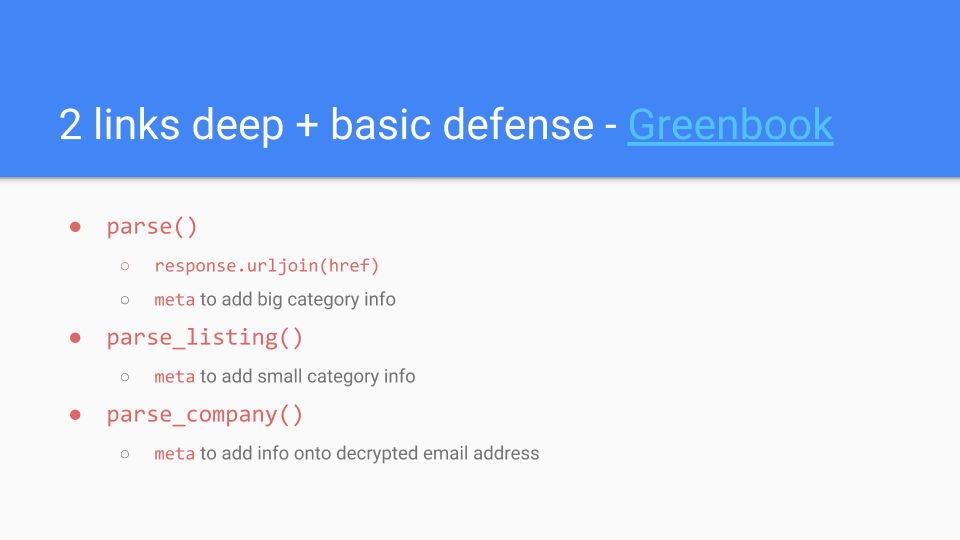 2 links deep + basic defense - Greenbook
● parse()
○ response.urljoin(href)
○ meta to add big category info
● parse_listing()
○ meta to add small category info
● parse_company()
○ meta to add info onto decrypted email address